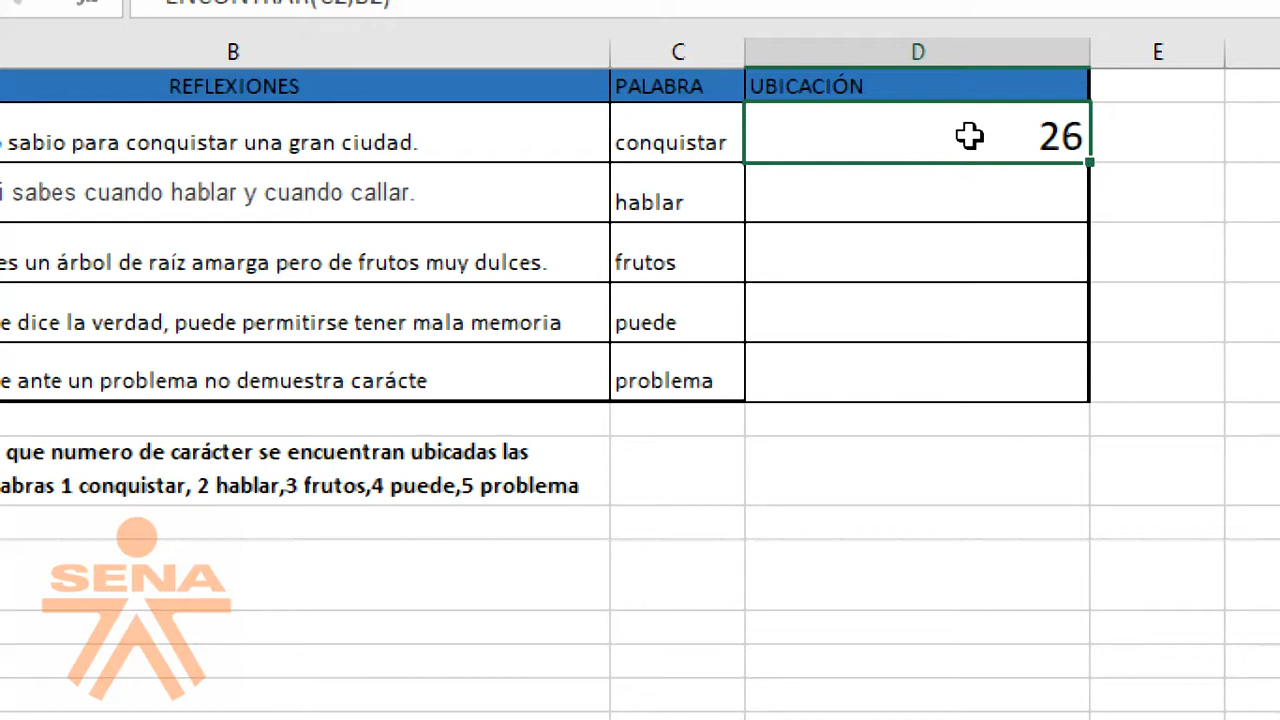 ENCONTRAR(C2;B2)
B C D E
REFLEXIONES PALABRA UBICACIÓN
sabio para conquistar una gran ciudad. conquistar 26
i sabes cuando hablar y cuando callar. hablar
es un árbol de raíz amarga pero de frutos muy dulces. frutos
e dice la verdad, puede permitirse tener mala memoria puede
e ante un problema no demuestra carácte problema
que numero de carácter se encuentran ubicadas las
abras 1 conquistar, 2 hablar,3 frutos,4 puede,5 problema
SENA